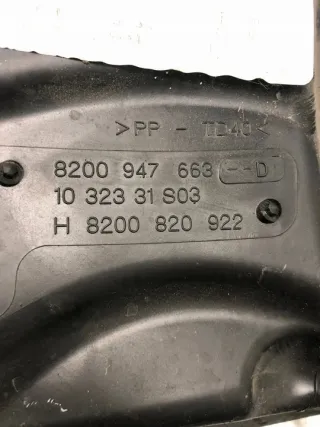 >PP - TD40<
8200 947 663 --D
10 323 31 S03
H 8200 820 922